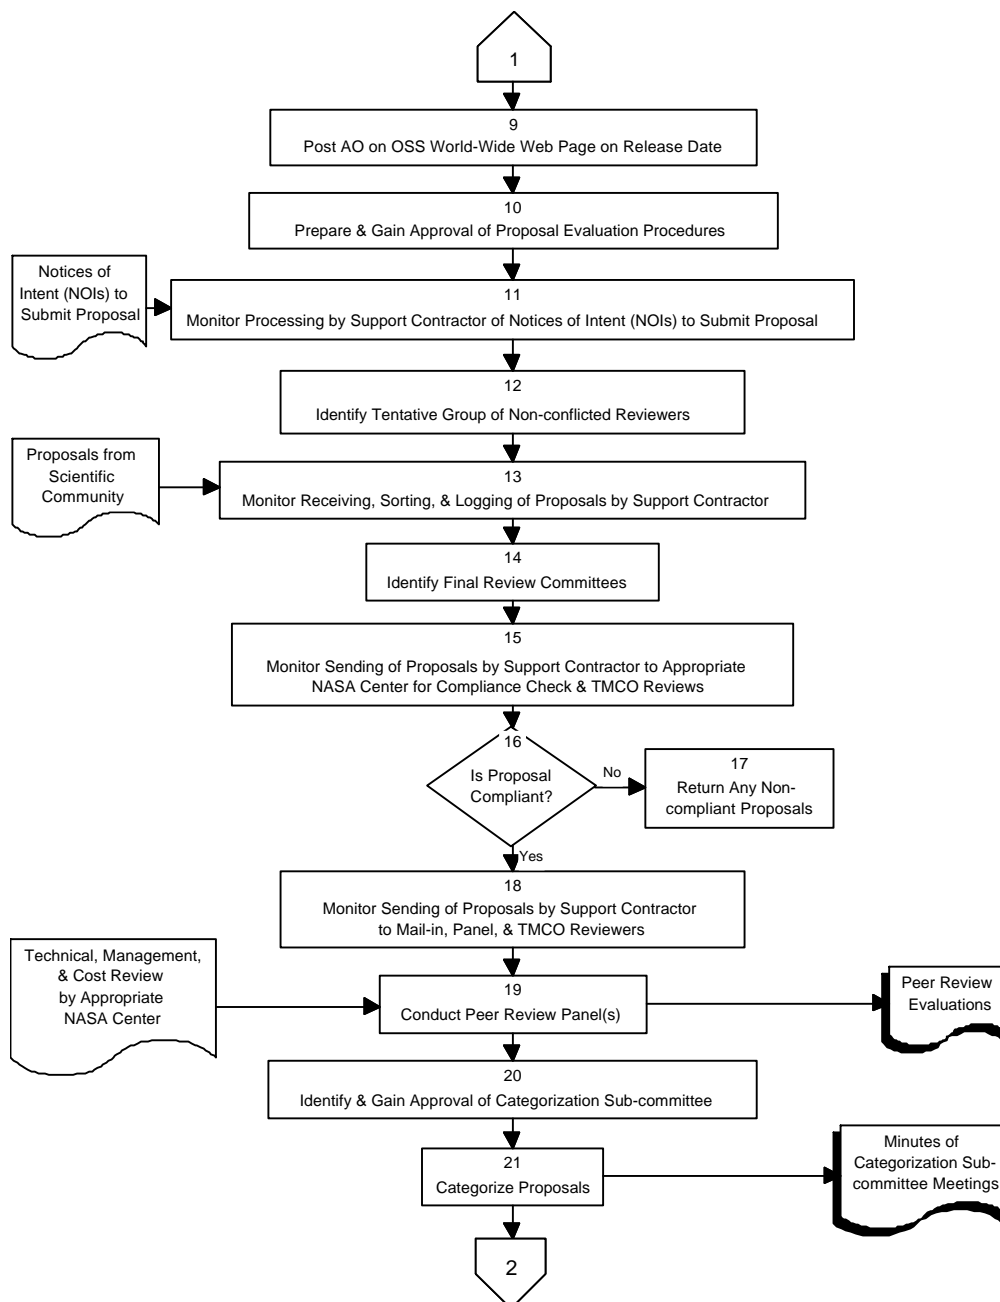 1
9
Post AO on OSS World-Wide Web Page on Release Date
10
Prepare & Gain Approval of Proposal Evaluation Procedures
Notices of
Intent (NOIs) to
Submit Proposal
11
Monitor Processing by Support Contractor of Notices of Intent (NOIs) to Submit Proposal
12
Identify Tentative Group of Non-conflicted Reviewers
Proposals from
Scientific
Community
13
Monitor Receiving, Sorting, & Logging of Proposals by Support Contractor
14
Identify Final Review Committees
15
Monitor Sending of Proposals by Support Contractor to Appropriate
NASA Center for Compliance Check & TMCO Reviews
16
Is Proposal
Compliant?
No
17
Return Any Non-
compliant Proposals
Yes
18
Monitor Sending of Proposals by Support Contractor
to Mail-in, Panel, & TMCO Reviewers
Technical, Management,
& Cost Review
by Appropriate
NASA Center
19
Conduct Peer Review Panel(s)
Peer Review
Evaluations
20
Identify & Gain Approval of Categorization Sub-committee
21
Categorize Proposals
Minutes of
Categorization Sub-
committee Meetings
2